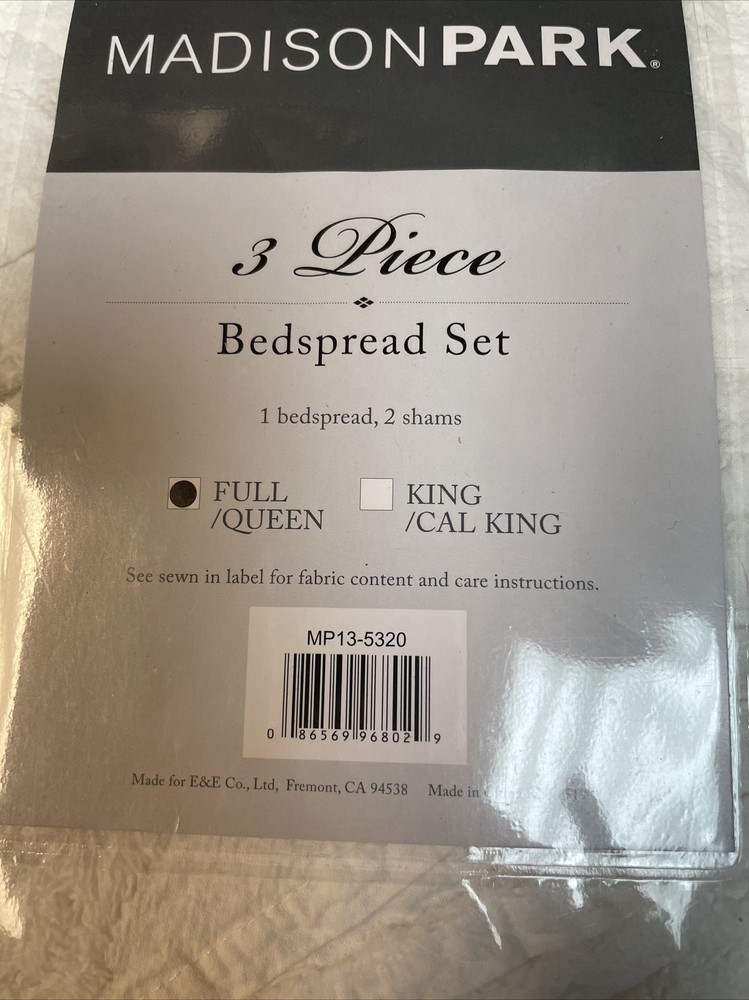 MADISONPARK®
3 Piece
Bedspread Set
1 bedspread, 2 shams
FULL /QUEEN
KING /CAL KING
See sewn in label for fabric content and care instructions.
MP13-5320
0 86569 96802 9
Made for E&E Co., Ltd, Fremont, CA 94538 Made in